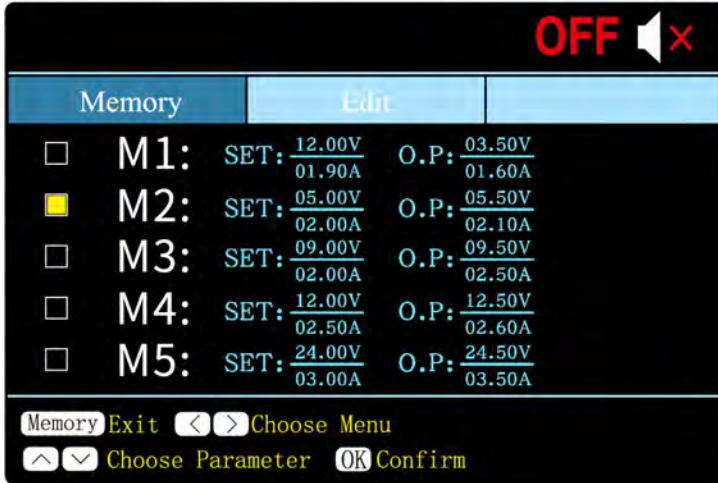 OFF
Memory Edit
M1: SET: 12.00V O.P: 03.50V
01.90A 01.60A
M2: SET: 05.00V O.P: 05.50V
02.00A 02.10A
M3: SET: 09.00V O.P: 09.50V
02.00A 02.50A
M4: SET: 12.00V O.P: 12.50V
02.50A 02.60A
M5: SET: 24.00V O.P: 24.50V
03.00A 03.50A
Memory Exit < > Choose Menu
Choose Parameter OK Confirm